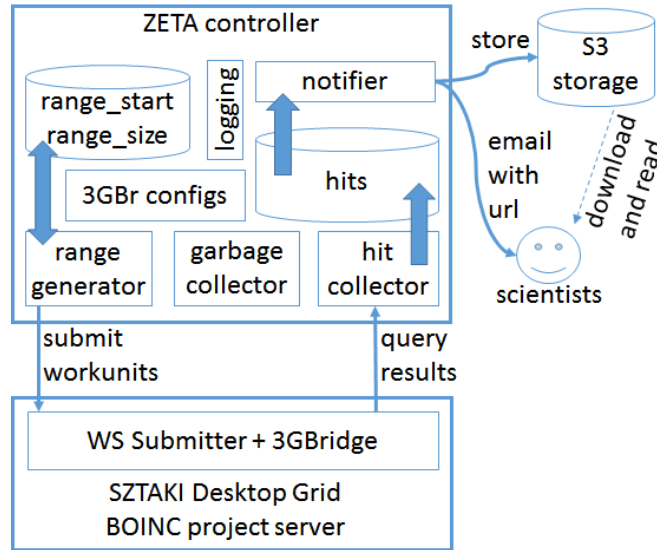 ZETA controller
range_start
range_size
logging
notifier
store
S3
storage
3GBr configs
hits
email
with
url
download
and read
range
generator
garbage
collector
hit
collector
scientists
submit
workunits
query
results
WS Submitter + 3GBridge
SZTAKI Desktop Grid
BOINC project server